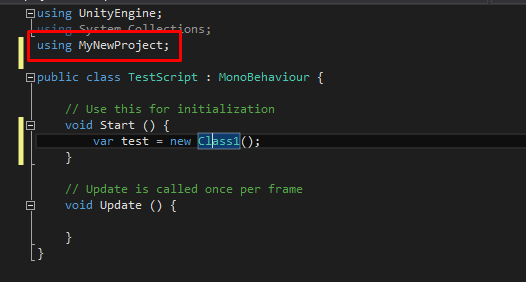 using UnityEngine;
using System.Collections;
using MyNewProject;
public class TestScript : MonoBehaviour {
// Use this for initialization
void Start () {
var test = new Class1();
}
// Update is called once per frame
void Update () {
}
}